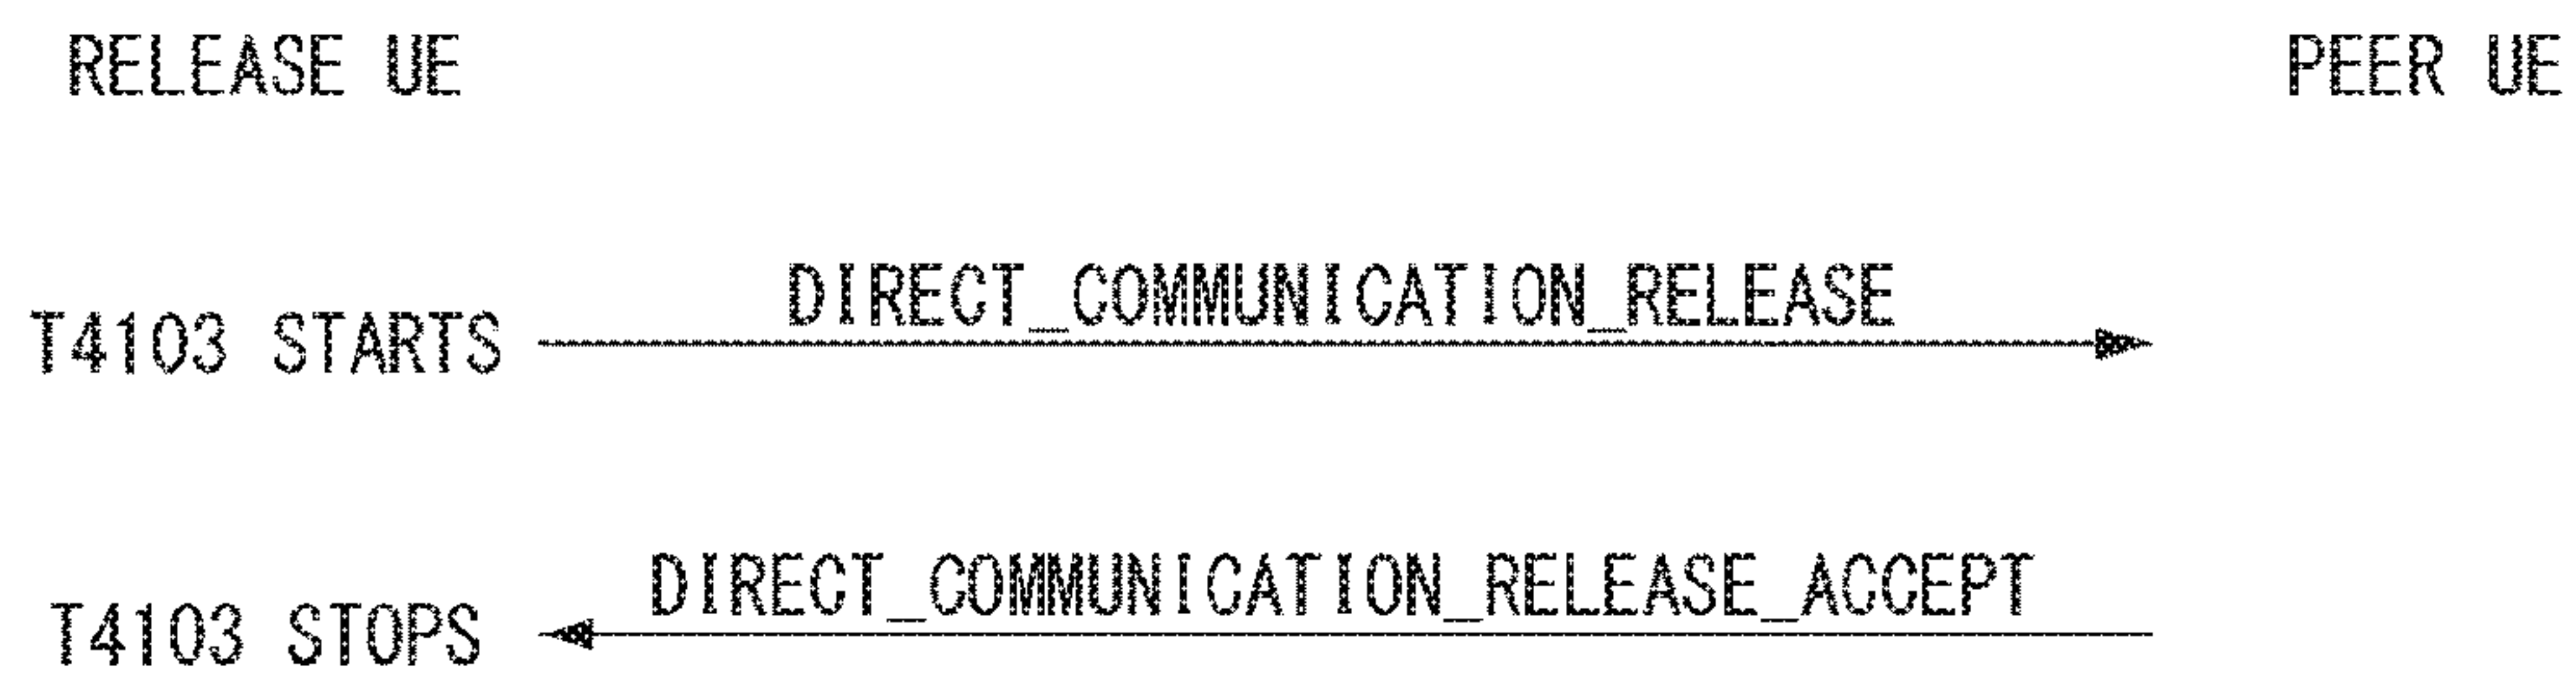 RELEASE UE
PEER UE
DIRECT_COMMUNICATION_RELEASE
T4103 STARTS
DIRECT_COMMUNICATION_RELEASE_ACCEPT
T4103 STOPS